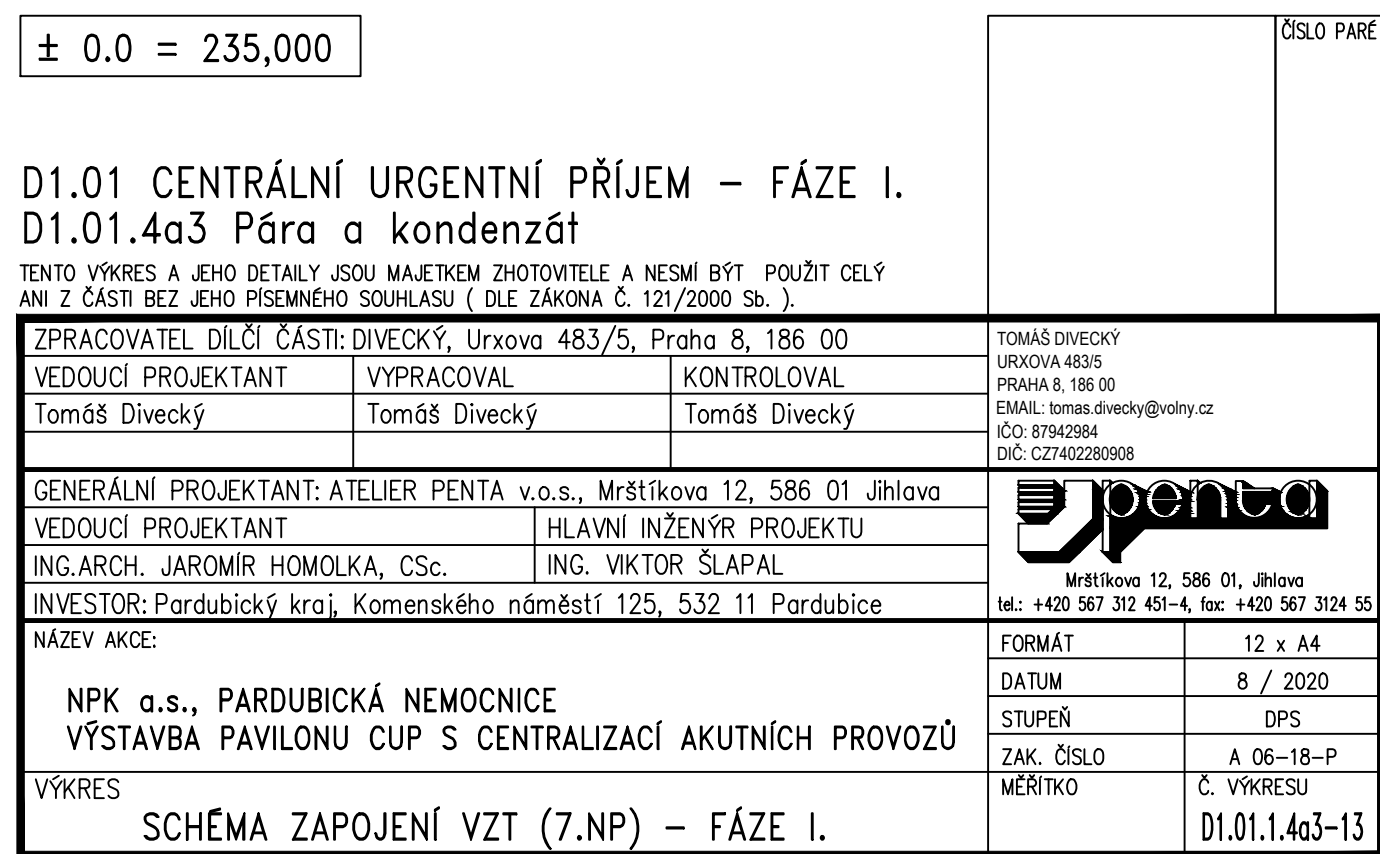 ± 0.0 = 235,000
ČÍSLO PARÉ
D1.01 CENTRÁLNÍ URGENTNÍ PŘÍJEM – FÁZE I.
D1.01.4a3 Pára a kondenzát
TENTO VÝKRES A JEHO DETAILY JSOU MAJETKEM ZHOTOVITELE A NESMÍ BÝT POUŽIT CELÝ
ANI Z ČÁSTI BEZ JEHO PÍSEMNÉHO SOUHLASU ( DLE ZÁKONA Č. 121/2000 Sb. ).
ZPRACOVATEL DÍLČÍ ČÁSTI: DIVECKÝ, Urxova 483/5, Praha 8, 186 00
VEDOUCÍ PROJEKTANT VYPRACOVAL KONTROLOVAL
Tomáš Divecký Tomáš Divecký Tomáš Divecký
TOMÁŠ DIVECKÝ
URXOVA 483/5
PRAHA 8, 186 00
EMAIL: tomas.divecky@volny.cz
IČO: 87942984
DIČ: CZ7402280908
GENERÁLNÍ PROJEKTANT: ATELIER PENTA v.o.s., Mrštíkova 12, 586 01 Jihlava
VEDOUCÍ PROJEKTANT HLAVNÍ INŽENÝR PROJEKTU
ING.ARCH. JAROMÍR HOMOLKA, CSc. ING. VIKTOR ŠLAPAL
INVESTOR: Pardubický kraj, Komenského náměstí 125, 532 11 Pardubice
penta
Mrštíkova 12, 586 01, Jihlava
tel.: +420 567 312 451–4, fax: +420 567 3124 55
NÁZEV AKCE:
NPK a.s., PARDUBICKÁ NEMOCNICE
VÝSTAVBA PAVILONU CUP S CENTRALIZACÍ AKUTNÍCH PROVOZŮ
FORMÁT 12 x A4
DATUM 8 / 2020
STUPEŇ DPS
ZAK. ČÍSLO A 06–18–P
VÝKRES
SCHÉMA ZAPOJENÍ VZT (7.NP) – FÁZE I.
MĚŘÍTKO Č. VÝKRESU
D1.01.1.4a3–13